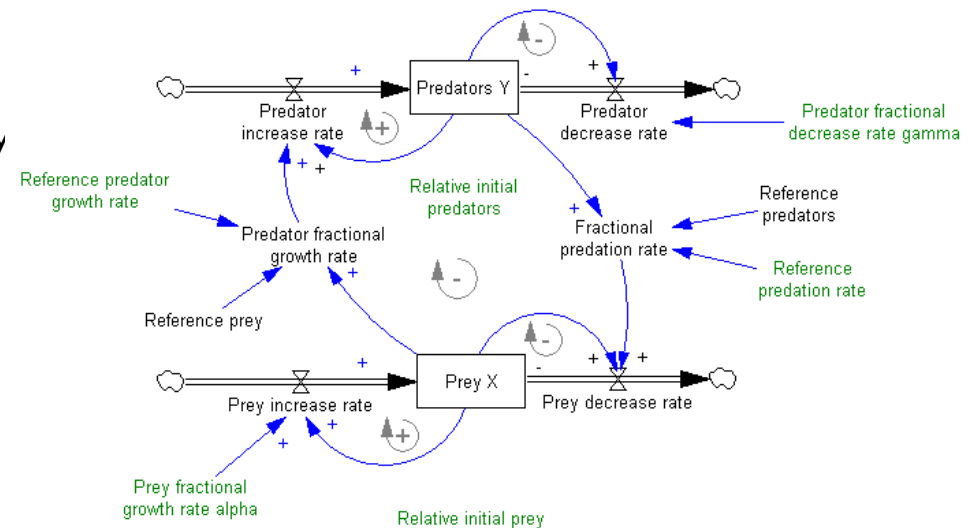 Predators Y
Predator
increase rate
Predator
decrease rate
Predator fractional
decrease rate gamma
Reference predator
growth rate
Relative initial
predators
Reference
predators
Predator fractional
growth rate
Fractional
predation rate
Reference
predation rate
Reference prey
Prey X
Prey increase rate
Prey decrease rate
Prey fractional
growth rate alpha
Relative initial prey
+
-
+
-
+
+
+
+
+
-
+
-
-
+
+
+
+
+
y